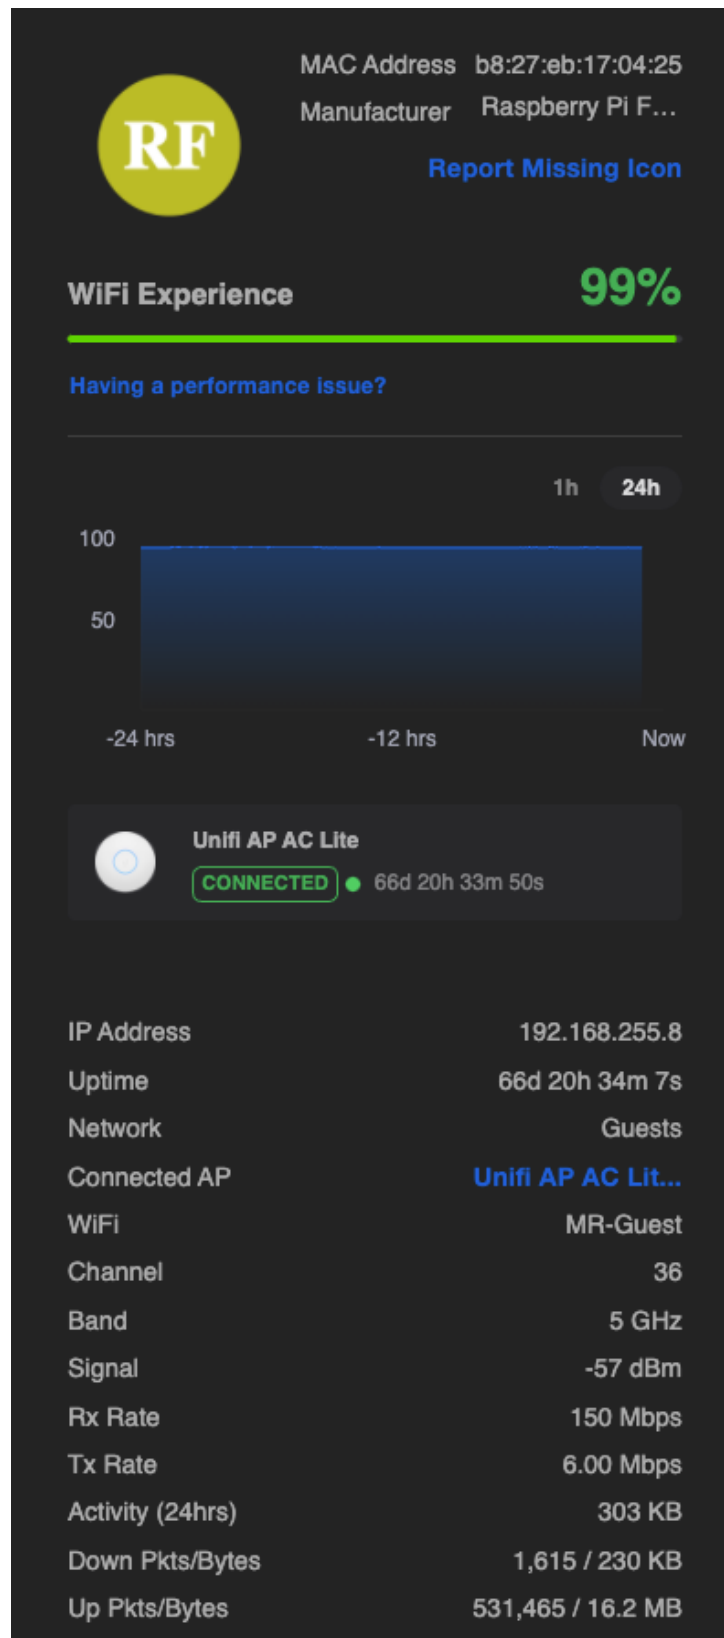 RF
MAC Address b8:27:eb:17:04:25
Manufacturer Raspberry Pi F...
Report Missing Icon
WiFi Experience 99%
Having a performance issue?
1h 24h
100
50
-24 hrs -12 hrs Now
Unifi AP AC Lite
CONNECTED 66d 20h 33m 50s
IP Address 192.168.255.8
Uptime 66d 20h 34m 7s
Network Guests
Connected AP Unifi AP AC Lit...
WiFi MR-Guest
Channel 36
Band 5 GHz
Signal -57 dBm
Rx Rate 150 Mbps
Tx Rate 6.00 Mbps
Activity (24hrs) 303 KB
Down Pkts/Bytes 1,615 / 230 KB
Up Pkts/Bytes 531,465 / 16.2 MB